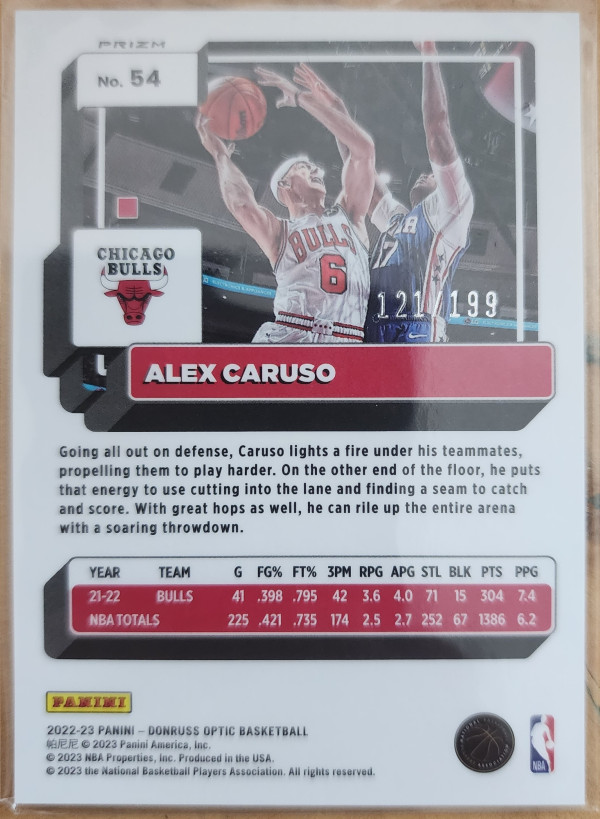 PRIZM
No. 54
CHICAGO
BULLS
BULLS
6
121/199
ALEX CARUSO
Going all out on defense, Caruso lights a fire under his teammates,
propelling them to play harder. On the other end of the floor, he puts
that energy to use cutting into the lane and finding a seam to catch
and score. With great hops as well, he can rile up the entire arena
with a soaring throwdown.
YEAR TEAM G FG% FT% 3PM RPG APG STL BLK PTS PPG
21-22 BULLS 41 .398 .795 42 3.6 4.0 71 15 304 7.4
NBA TOTALS 225 .421 .735 174 2.5 2.7 252 67 1386 6.2
PANINI
2022-23 PANINI – DONRUSS OPTIC BASKETBALL
帕尼尼 © 2023 Panini America, Inc.
© 2023 NBA Properties, Inc. Produced in the USA.
© 2023 the National Basketball Players Association. All rights reserved.
NBA